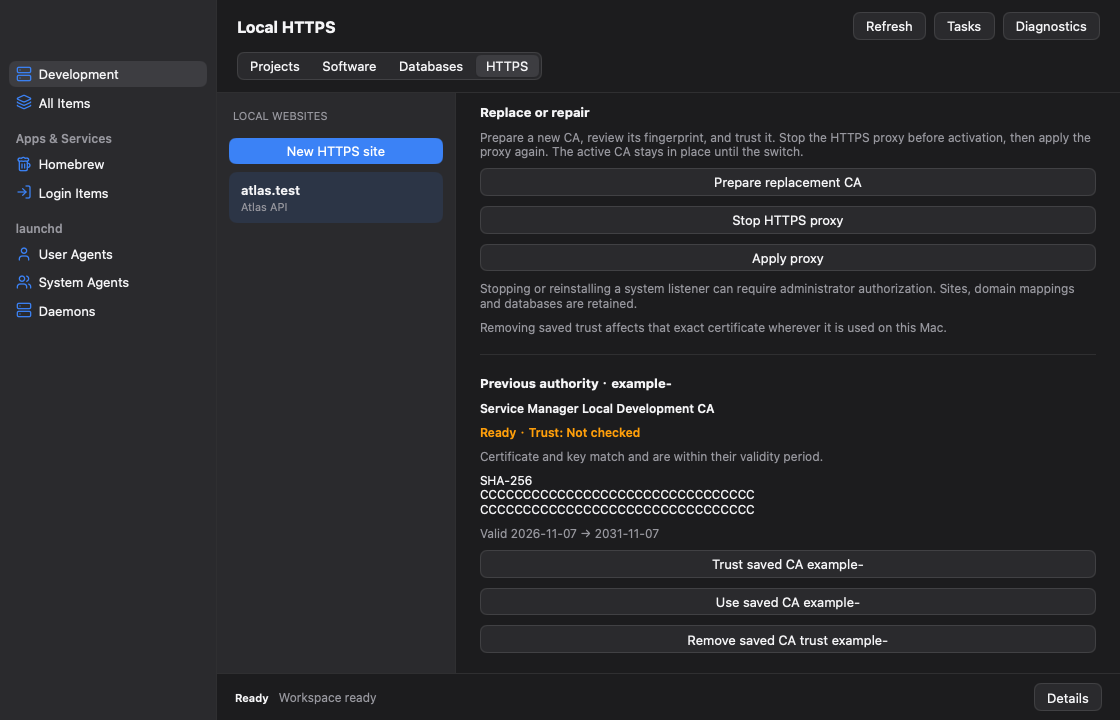 Local HTTPS
Refresh
Tasks
Diagnostics
Projects
Software
Databases
HTTPS
Development
All Items
Apps & Services
Homebrew
Login Items
launchd
User Agents
System Agents
Daemons
LOCAL WEBSITES
New HTTPS site
atlas.test
Atlas API
Replace or repair
Prepare a new CA, review its fingerprint, and trust it. Stop the HTTPS proxy before activation, then apply the
proxy again. The active CA stays in place until the switch.
Prepare replacement CA
Stop HTTPS proxy
Apply proxy
Stopping or reinstalling a system listener can require administrator authorization. Sites, domain mappings
and databases are retained.
Removing saved trust affects that exact certificate wherever it is used on this Mac.
Previous authority · example-
Service Manager Local Development CA
Ready · Trust: Not checked
Certificate and key match and are within their validity period.
SHA-256
CCCCCCCCCCCCCCCCCCCCCCCCCCCCCCCC
CCCCCCCCCCCCCCCCCCCCCCCCCCCCCCCC
Valid 2026-11-07 → 2031-11-07
Trust saved CA example-
Use saved CA example-
Remove saved CA trust example-
Ready
Workspace ready
Details